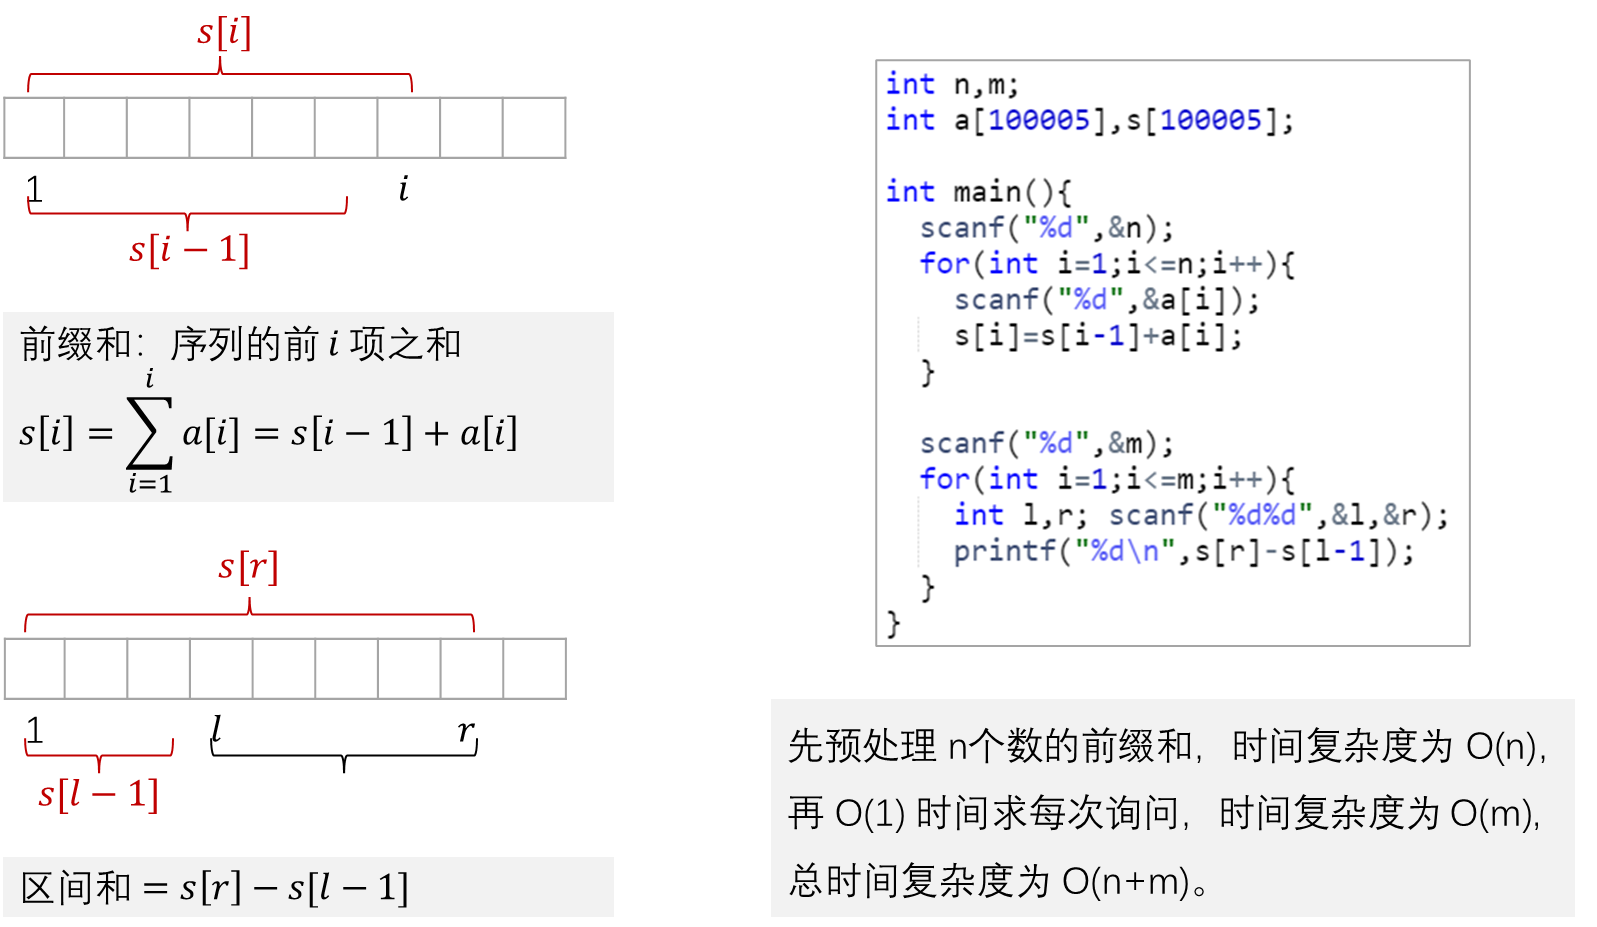 s[i]
1
i
s[i − 1]
前缀和：序列的前 i 项之和
s[i] = ∑_{i=1}^{i} a[i] = s[i − 1] + a[i]
s[r]
1
l
r
s[l − 1]
区间和 = s[r] − s[l − 1]
int n,m;
int a[100005],s[100005];
int main(){
scanf("%d",&n);
for(int i=1;i<=n;i++){
scanf("%d",&a[i]);
s[i]=s[i-1]+a[i];
}
scanf("%d",&m);
for(int i=1;i<=m;i++){
int l,r; scanf("%d%d",&l,&r);
printf("%d\n",s[r]-s[l-1]);
}
}
先预处理 n个数的前缀和，时间复杂度为 O(n),
再 O(1) 时间求每次询问，时间复杂度为 O(m),
总时间复杂度为 O(n+m)。